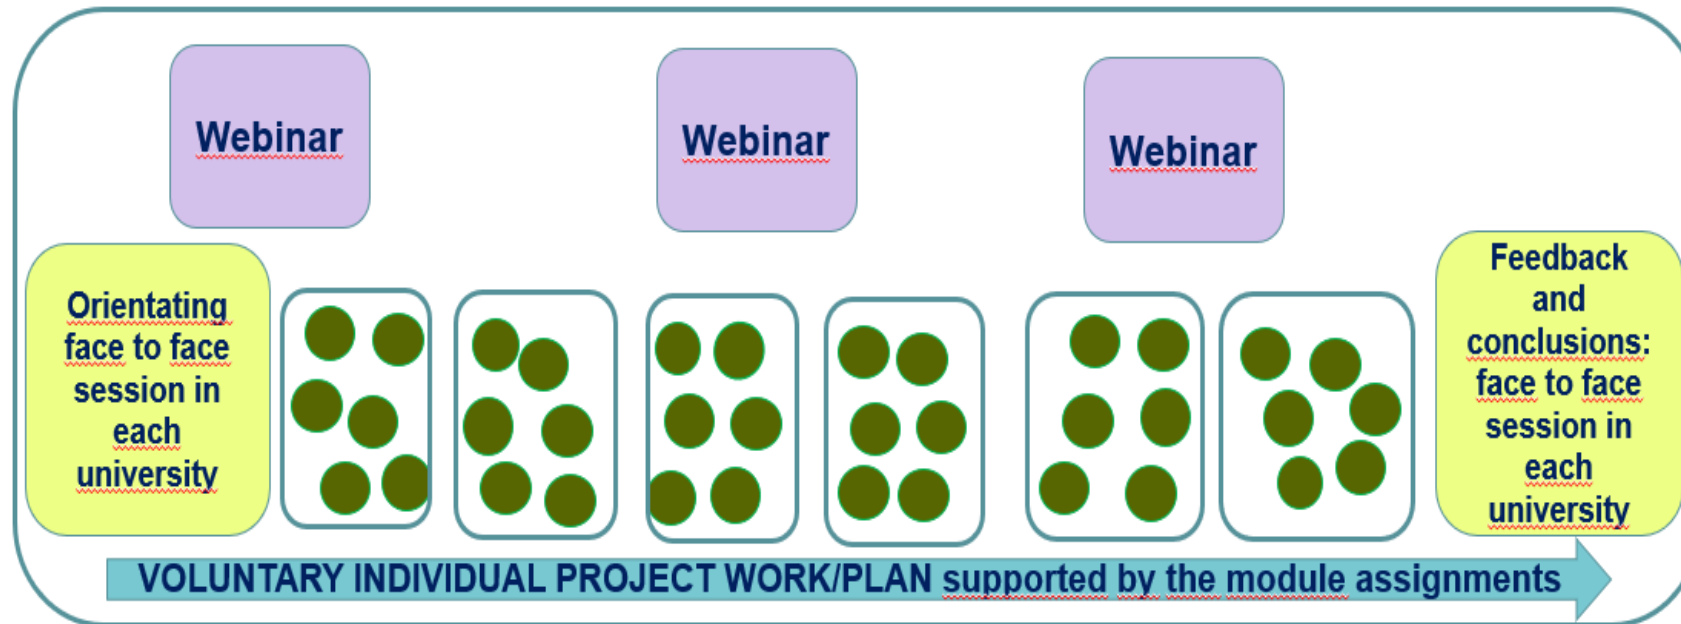 Webinar
Webinar
Webinar
Orientating
face to face
session in
each
university
Feedback
and
conclusions:
face to face
session in
each
university
VOLUNTARY INDIVIDUAL PROJECT WORK/PLAN supported by the module assignments